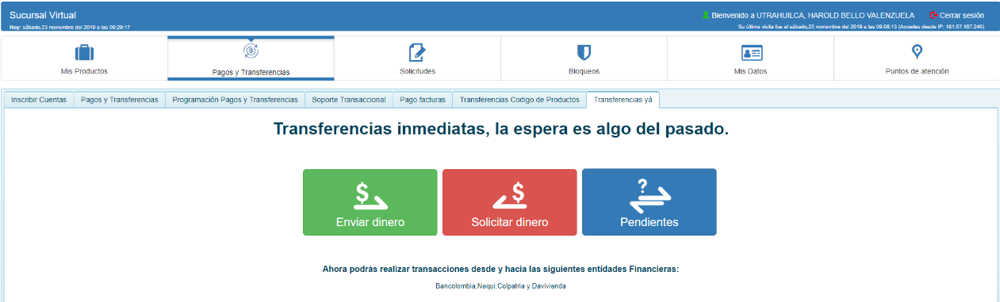 Sucursal Virtual
Bienvenido a UTRAHUILCA, HAROLD BELLO VALENZUELA Cerrar sesión
Hoy: sábado,23 noviembre del 2019 a las 09:29:17
Su última visita fue el sábado,23 noviembre del 2019 a las 09:08:13 (Accedes desde IP: 181.57.167.246)
Mis Productos
Pagos y Transferencias
Solicitudes
Bloqueos
Mis Datos
Puntos de atención
Inscribir Cuentas
Pagos y Transferencias
Programación Pagos y Transferencias
Soporte Transaccional
Pago facturas
Transferencias Codigo de Productos
Transferencias yá
Transferencias inmediatas, la espera es algo del pasado.
Enviar dinero
Solicitar dinero
Pendientes
Ahora podrás realizar transacciones desde y hacia las siguientes entidades Financieras:
Bancolombia,Nequi,Colpatria y Davivienda